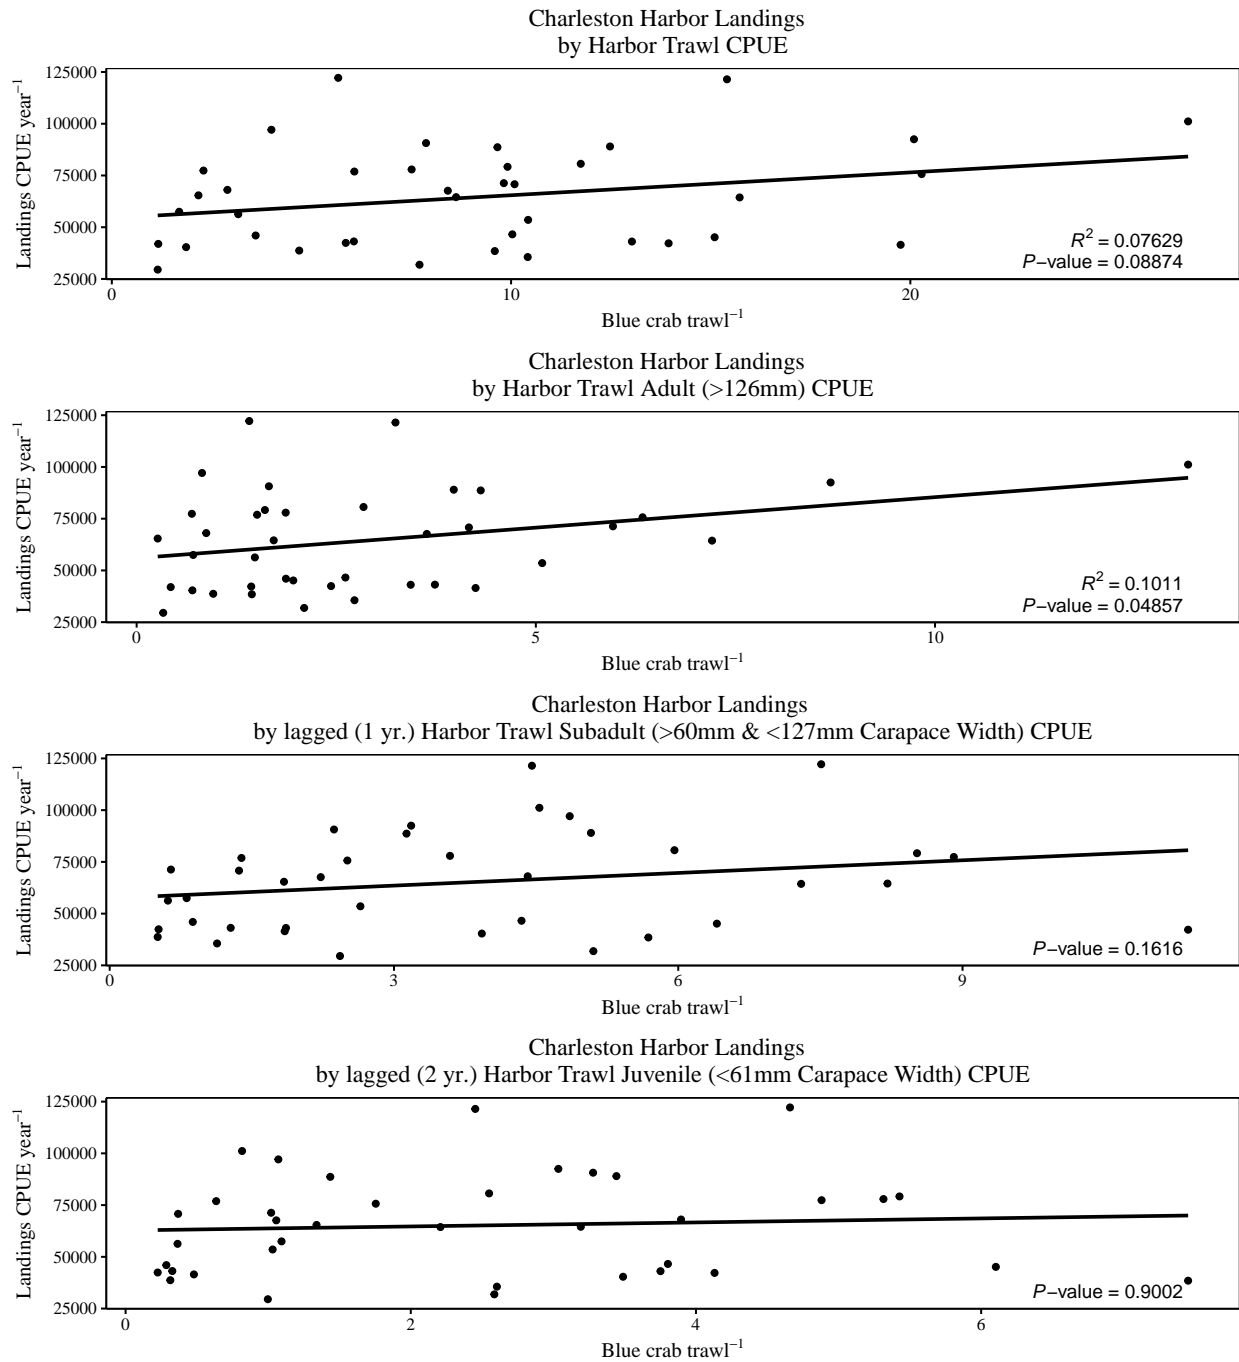 Charleston Harbor Landings
by Harbor Trawl CPUE
Landings CPUE year⁻¹
125000
100000
75000
50000
25000
R² = 0.07629
P−value = 0.08874
0 10 20
Blue crab trawl⁻¹
Charleston Harbor Landings
by Harbor Trawl Adult (>126mm) CPUE
Landings CPUE year⁻¹
125000
100000
75000
50000
25000
R² = 0.1011
P−value = 0.04857
0 5 10
Blue crab trawl⁻¹
Charleston Harbor Landings
by lagged (1 yr.) Harbor Trawl Subadult (>60mm & <127mm Carapace Width) CPUE
Landings CPUE year⁻¹
125000
100000
75000
50000
25000
P−value = 0.1616
0 3 6 9
Blue crab trawl⁻¹
Charleston Harbor Landings
by lagged (2 yr.) Harbor Trawl Juvenile (<61mm Carapace Width) CPUE
Landings CPUE year⁻¹
125000
100000
75000
50000
25000
P−value = 0.9002
0 2 4 6
Blue crab trawl⁻¹